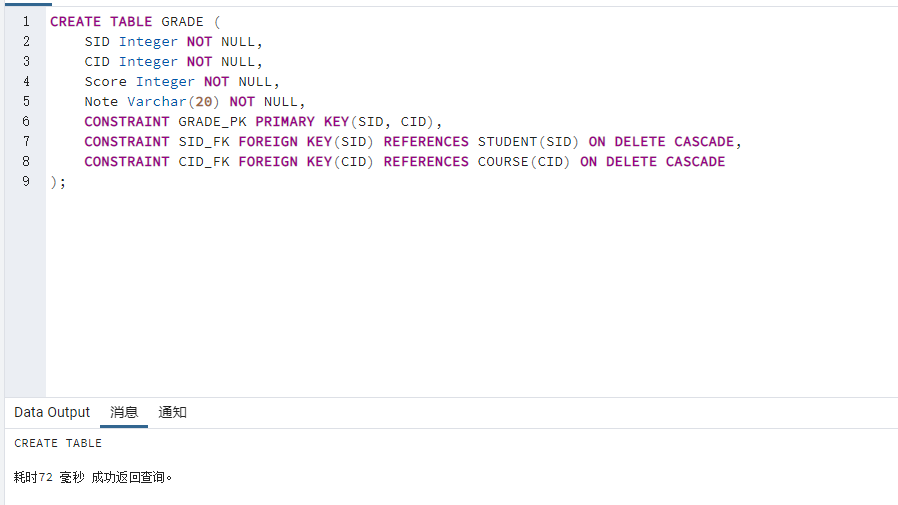 1 CREATE TABLE GRADE (
2 SID Integer NOT NULL,
3 CID Integer NOT NULL,
4 Score Integer NOT NULL,
5 Note Varchar(20) NOT NULL,
6 CONSTRAINT GRADE_PK PRIMARY KEY(SID, CID),
7 CONSTRAINT SID_FK FOREIGN KEY(SID) REFERENCES STUDENT(SID) ON DELETE CASCADE,
8 CONSTRAINT CID_FK FOREIGN KEY(CID) REFERENCES COURSE(CID) ON DELETE CASCADE
9 );
Data Output 消息 通知
CREATE TABLE
耗时72 毫秒 成功返回查询。